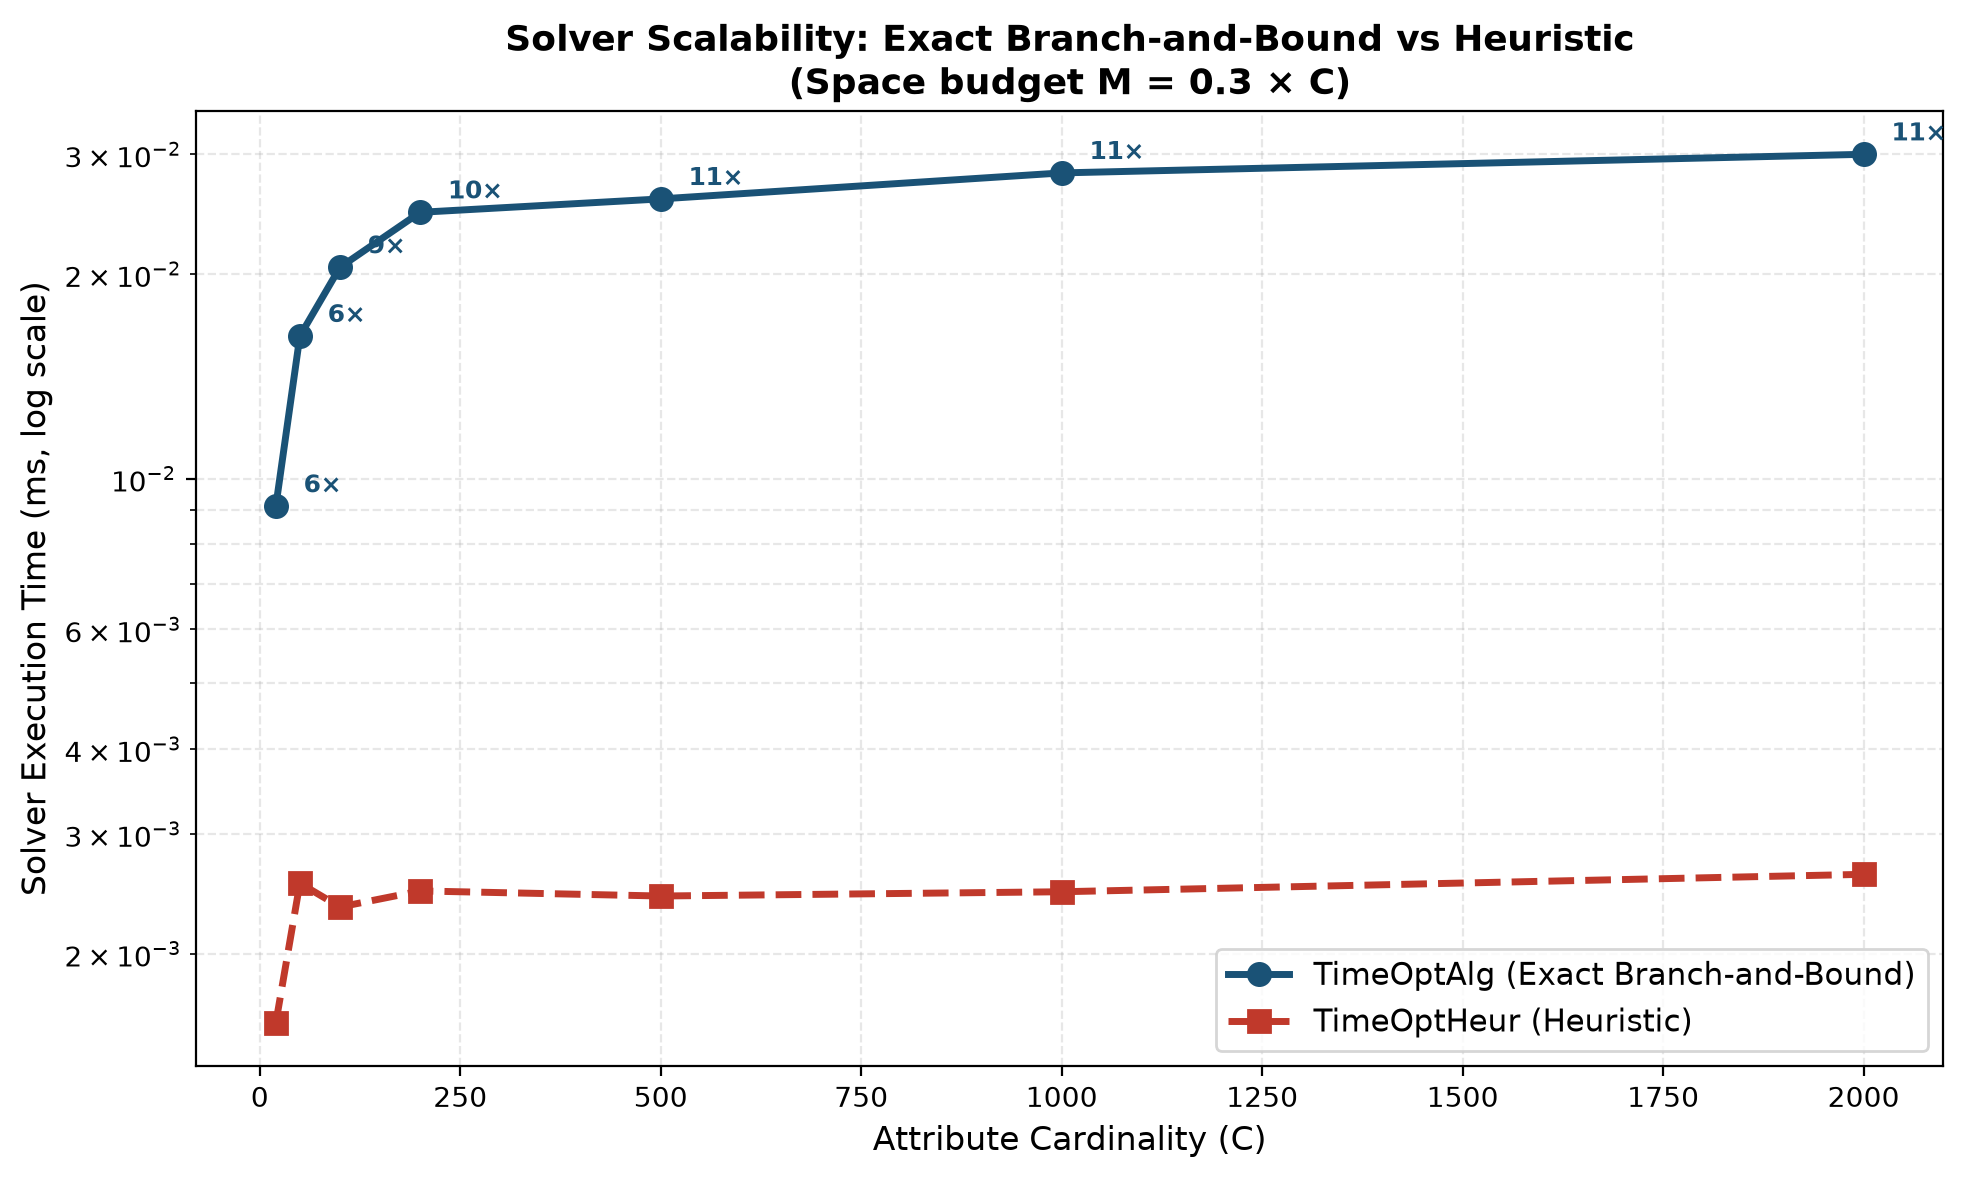 Solver Scalability: Exact Branch-and-Bound vs Heuristic
(Space budget M = 0.3 × C)
Solver Execution Time (ms, log scale)
3 × 10⁻²
2 × 10⁻²
10⁻²
6 × 10⁻³
4 × 10⁻³
3 × 10⁻³
2 × 10⁻³
6×
6×
9×
10×
11×
11×
11×
TimeOptAlg (Exact Branch-and-Bound)
TimeOptHeur (Heuristic)
0 250 500 750 1000 1250 1500 1750 2000
Attribute Cardinality (C)